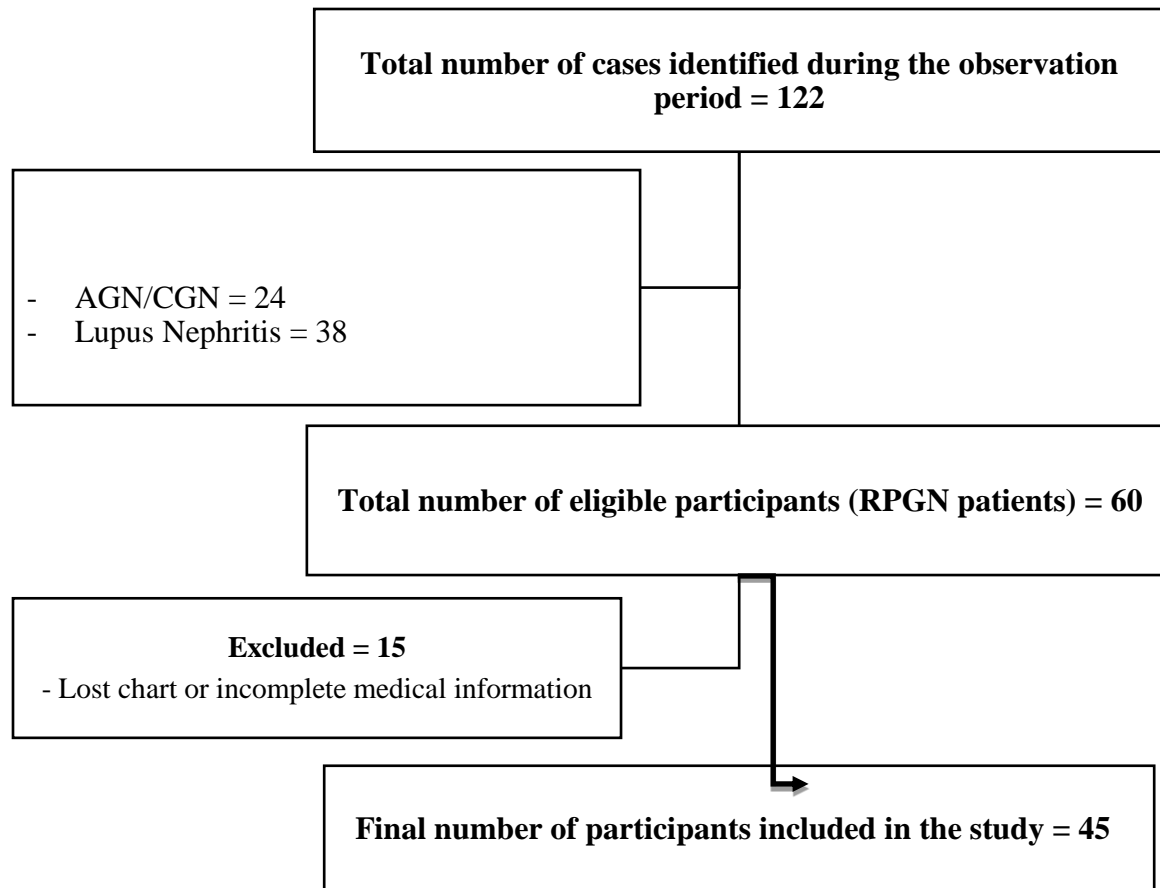 Total number of cases identified during the observation
period = 122
- AGN/CGN = 24
- Lupus Nephritis = 38
Total number of eligible participants (RPGN patients) = 60
Excluded = 15
- Lost chart or incomplete medical information
Final number of participants included in the study = 45